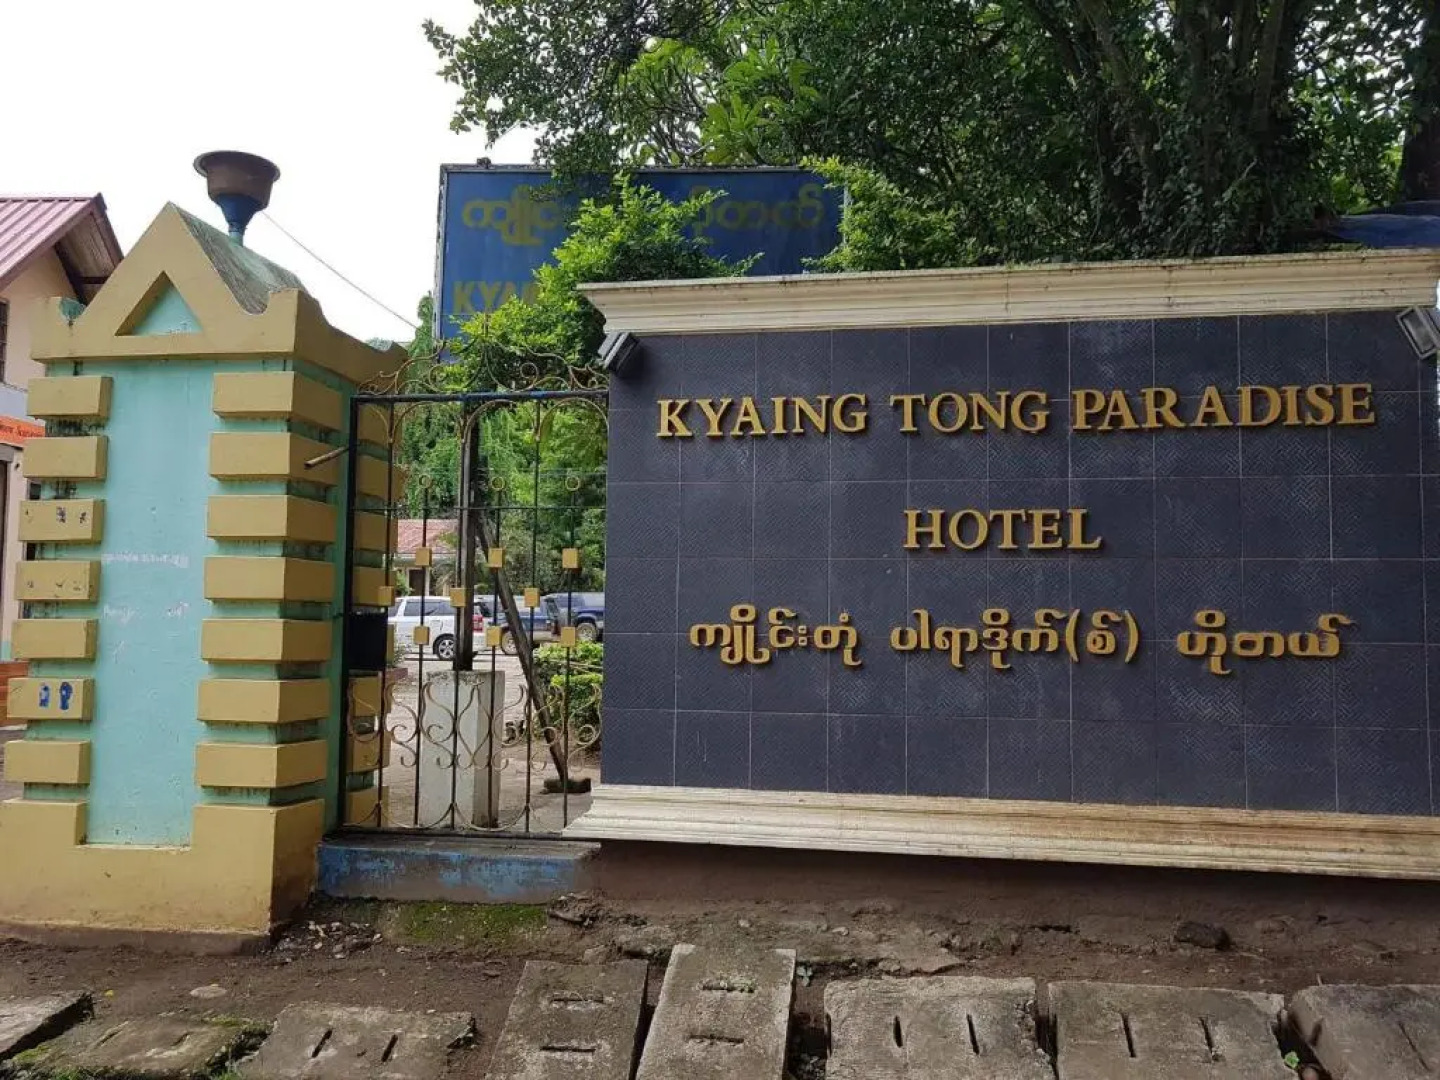 KYAING TONG PARADISE
HOTEL
ကျိုင်းတုံ ပါရာဒိုက်(စ်) ဟိုတယ်